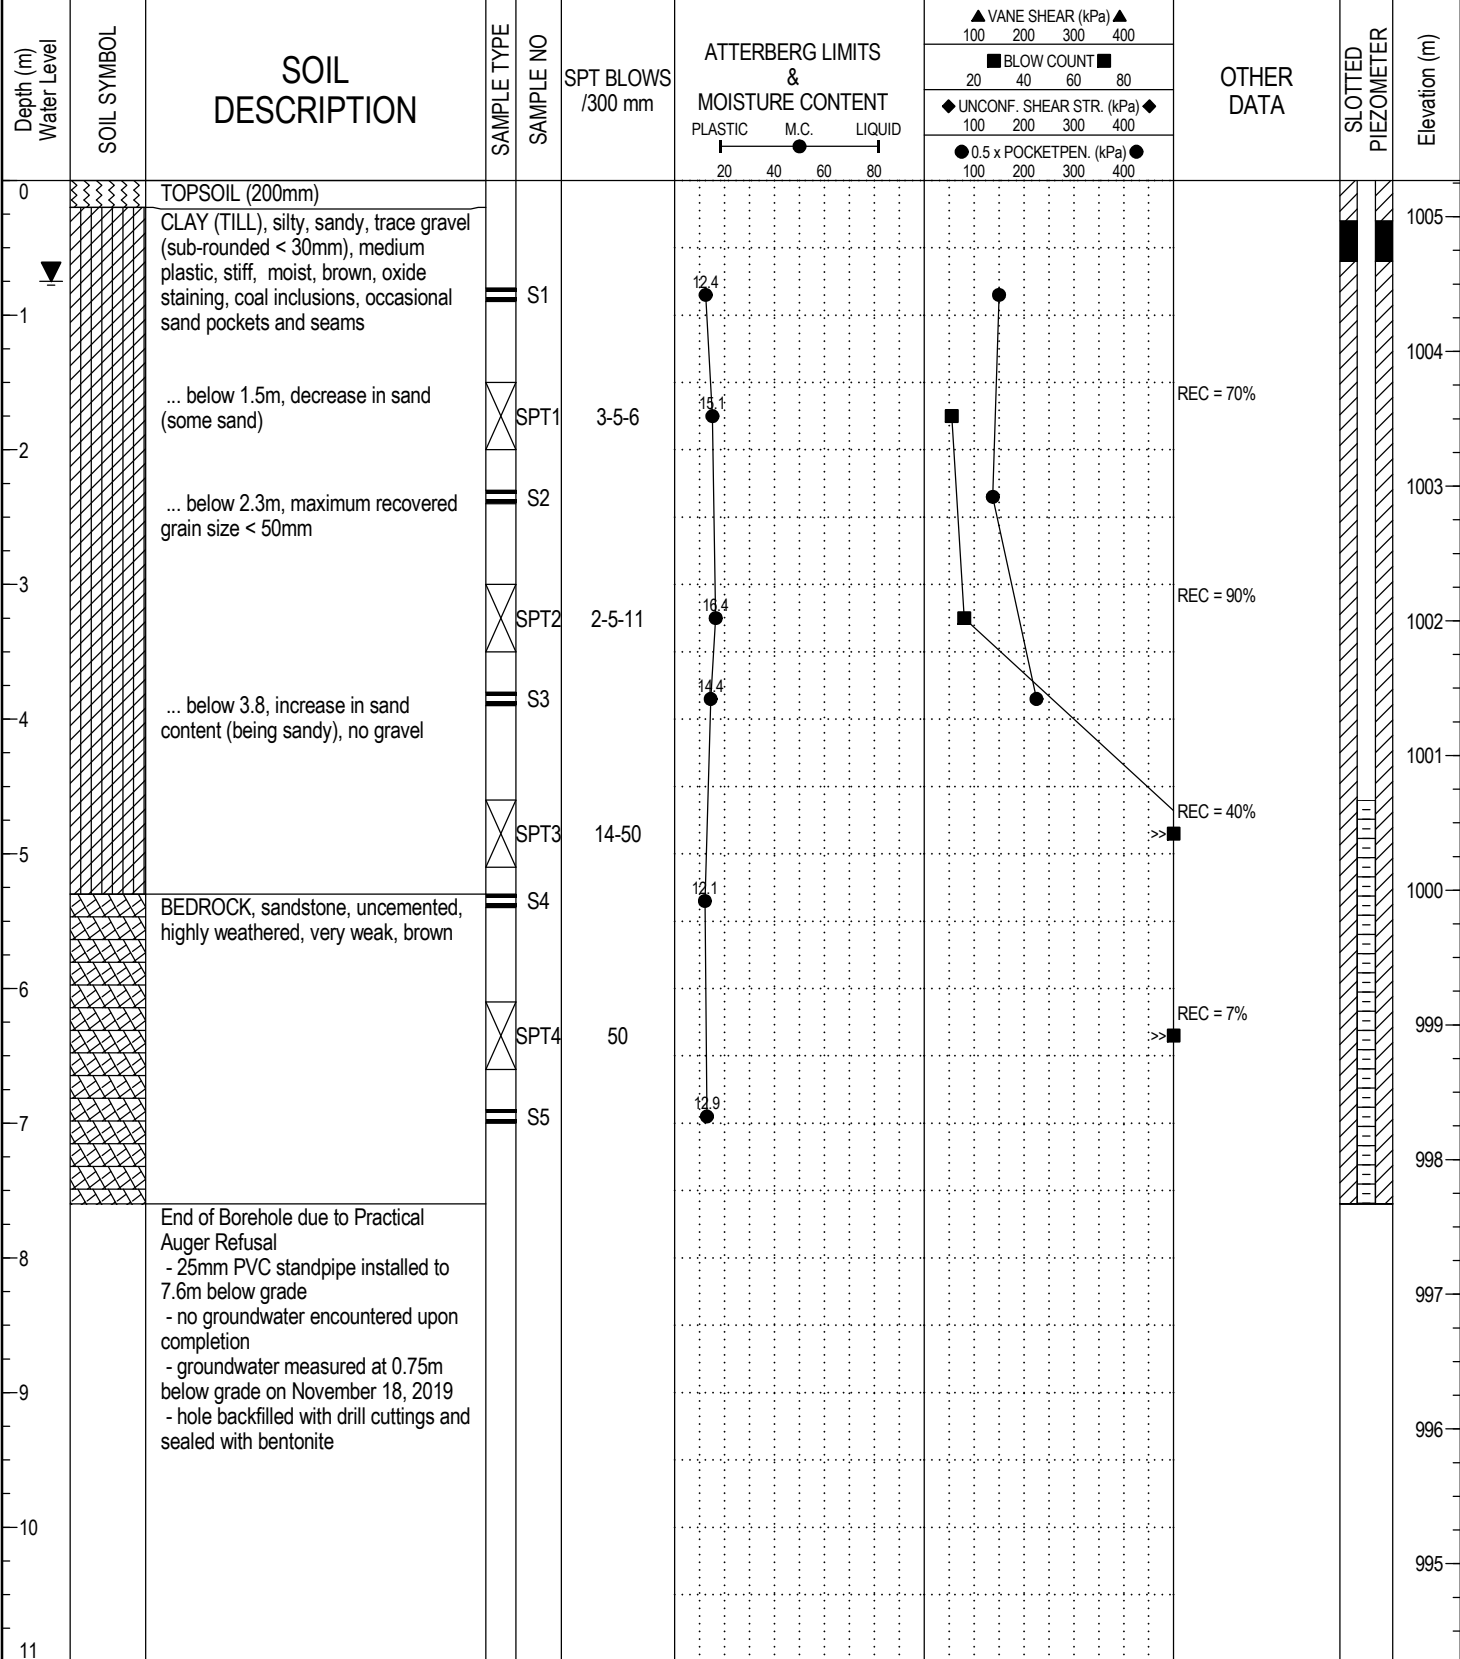 Depth (m)
Water Level
SOIL SYMBOL
SOIL
DESCRIPTION
SAMPLE TYPE
SAMPLE NO
SPT BLOWS
/300 mm
ATTERBERG LIMITS
&
MOISTURE CONTENT
PLASTIC M.C. LIQUID
20 40 60 80
▲ VANE SHEAR (kPa) ▲
100 200 300 400
■ BLOW COUNT ■
20 40 60 80
◆ UNCONF. SHEAR STR. (kPa) ◆
100 200 300 400
● 0.5 x POCKETPEN. (kPa) ●
100 200 300 400
OTHER
DATA
SLOTTED
PIEZOMETER
Elevation (m)
0
TOPSOIL (200mm)
CLAY (TILL), silty, sandy, trace gravel
1005
(sub-rounded < 30mm), medium
plastic, stiff, moist, brown, oxide
staining, coal inclusions, occasional
sand pockets and seams
S1
12.4
1
1004
... below 1.5m, decrease in sand
(some sand)
SPT1
3-5-6
15.1
REC = 70%
2
... below 2.3m, maximum recovered
grain size < 50mm
S2
1003
3
SPT2
2-5-11
16.4
REC = 90%
1002
... below 3.8, increase in sand
content (being sandy), no gravel
S3
14.4
4
1001
SPT3
14-50
>>
REC = 40%
5
BEDROCK, sandstone, uncemented,
highly weathered, very weak, brown
S4
12.1
1000
6
SPT4
50
>>
REC = 7%
999
S5
12.9
7
998
End of Borehole due to Practical
Auger Refusal
- 25mm PVC standpipe installed to
7.6m below grade
- no groundwater encountered upon
completion
- groundwater measured at 0.75m
below grade on November 18, 2019
- hole backfilled with drill cuttings and
sealed with bentonite
8
997
9
996
10
995
11